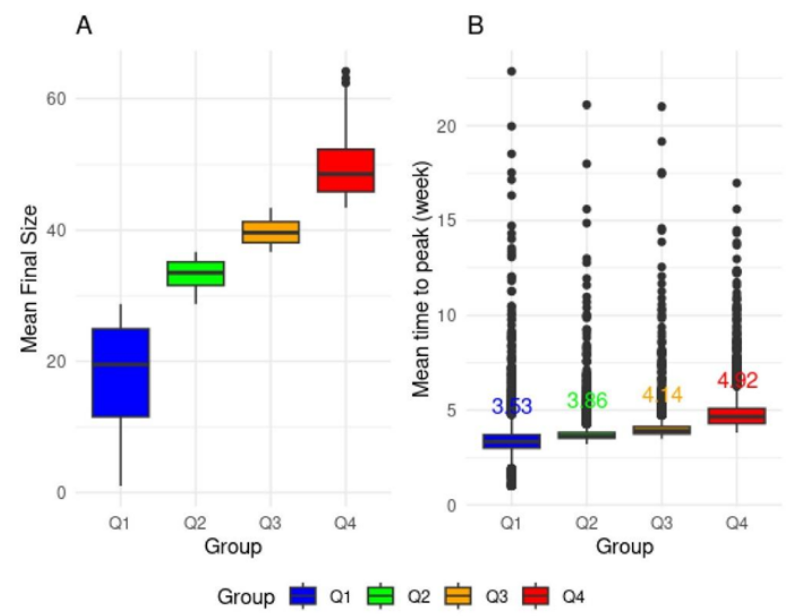 A
Mean Final Size
60
40
20
0
Q1 Q2 Q3 Q4
Group
B
Mean time to peak (week)
20
15
10
5
0
3.53 3.86 4.14 4.92
Q1 Q2 Q3 Q4
Group
Group Q1 Q2 Q3 Q4